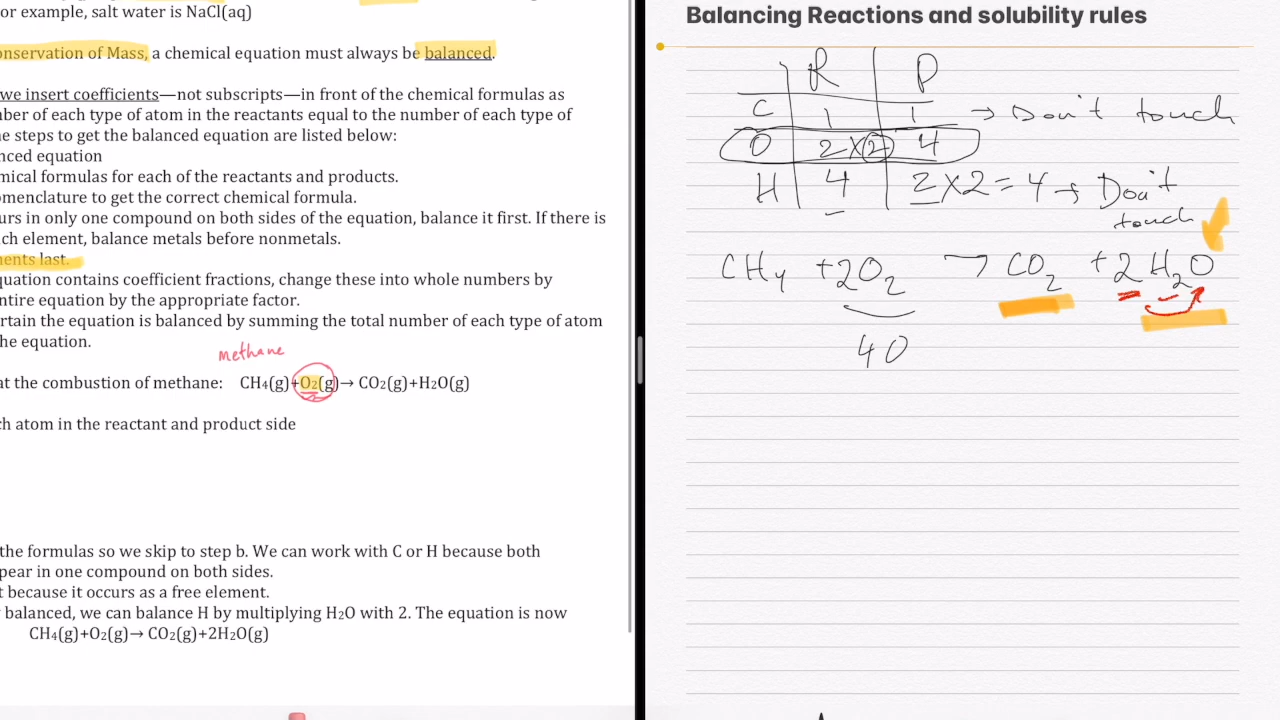 or example, salt water is NaCl(aq)
onservation of Mass, a chemical equation must always be balanced.
we insert coefficients—not subscripts—in front of the chemical formulas as
ber of each type of atom in the reactants equal to the number of each type of
e steps to get the balanced equation are listed below:
nced equation
mical formulas for each of the reactants and products.
omenclature to get the correct chemical formula.
urs in only one compound on both sides of the equation, balance it first. If there is
ch element, balance metals before nonmetals.
ents last.
quation contains coefficient fractions, change these into whole numbers by
ntire equation by the appropriate factor.
rtain the equation is balanced by summing the total number of each type of atom
he equation.
methane
at the combustion of methane: CH4(g)+O2(g)→ CO2(g)+H2O(g)
ch atom in the reactant and product side
the formulas so we skip to step b. We can work with C or H because both
pear in one compound on both sides.
t because it occurs as a free element.
balanced, we can balance H by multiplying H2O with 2. The equation is now
CH4(g)+O2(g)→ CO2(g)+2H2O(g)
Balancing Reactions and solubility rules
R P
C 1 1 → Don't touch
O 2×2 4
H 4 2×2=4 → Don't touch
CH4 +2O2 → CO2 +2 H2O
4O